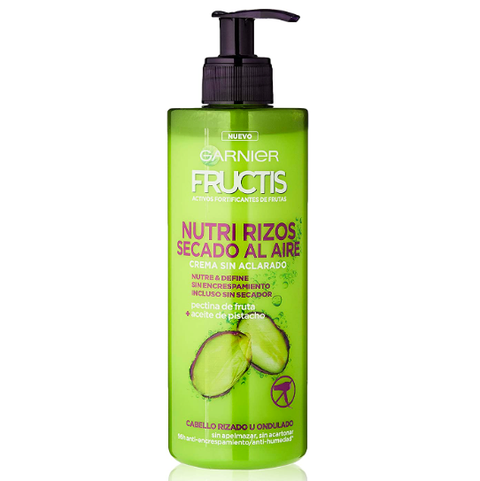 NUEVO
GARNIER
FRUCTIS
ACTIVOS FORTIFICANTES DE FRUTAS
NUTRI RIZOS
SECADO AL AIRE
CREMA SIN ACLARADO
NUTRE & DEFINE
SIN ENCRESPAMIENTO
INCLUSO SIN SECADOR
pectina de fruta
+ aceite de pistacho
CABELLO RIZADO U ONDULADO
sin apelmazar, sin acartonar
anti-encrespamiento/anti-humedad*